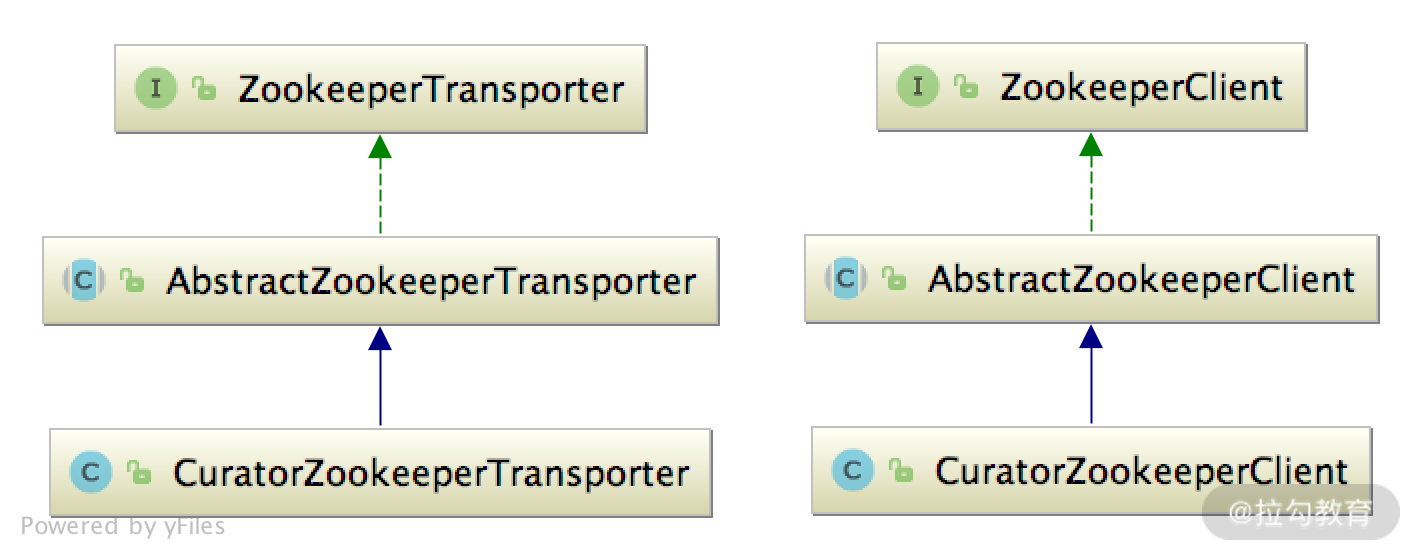 I ZookeeperTransporter
I ZookeeperClient
C AbstractZookeeperTransporter
C AbstractZookeeperClient
C CuratorZookeeperTransporter
C CuratorZookeeperClient
Powered by yFiles
@拉勾教育